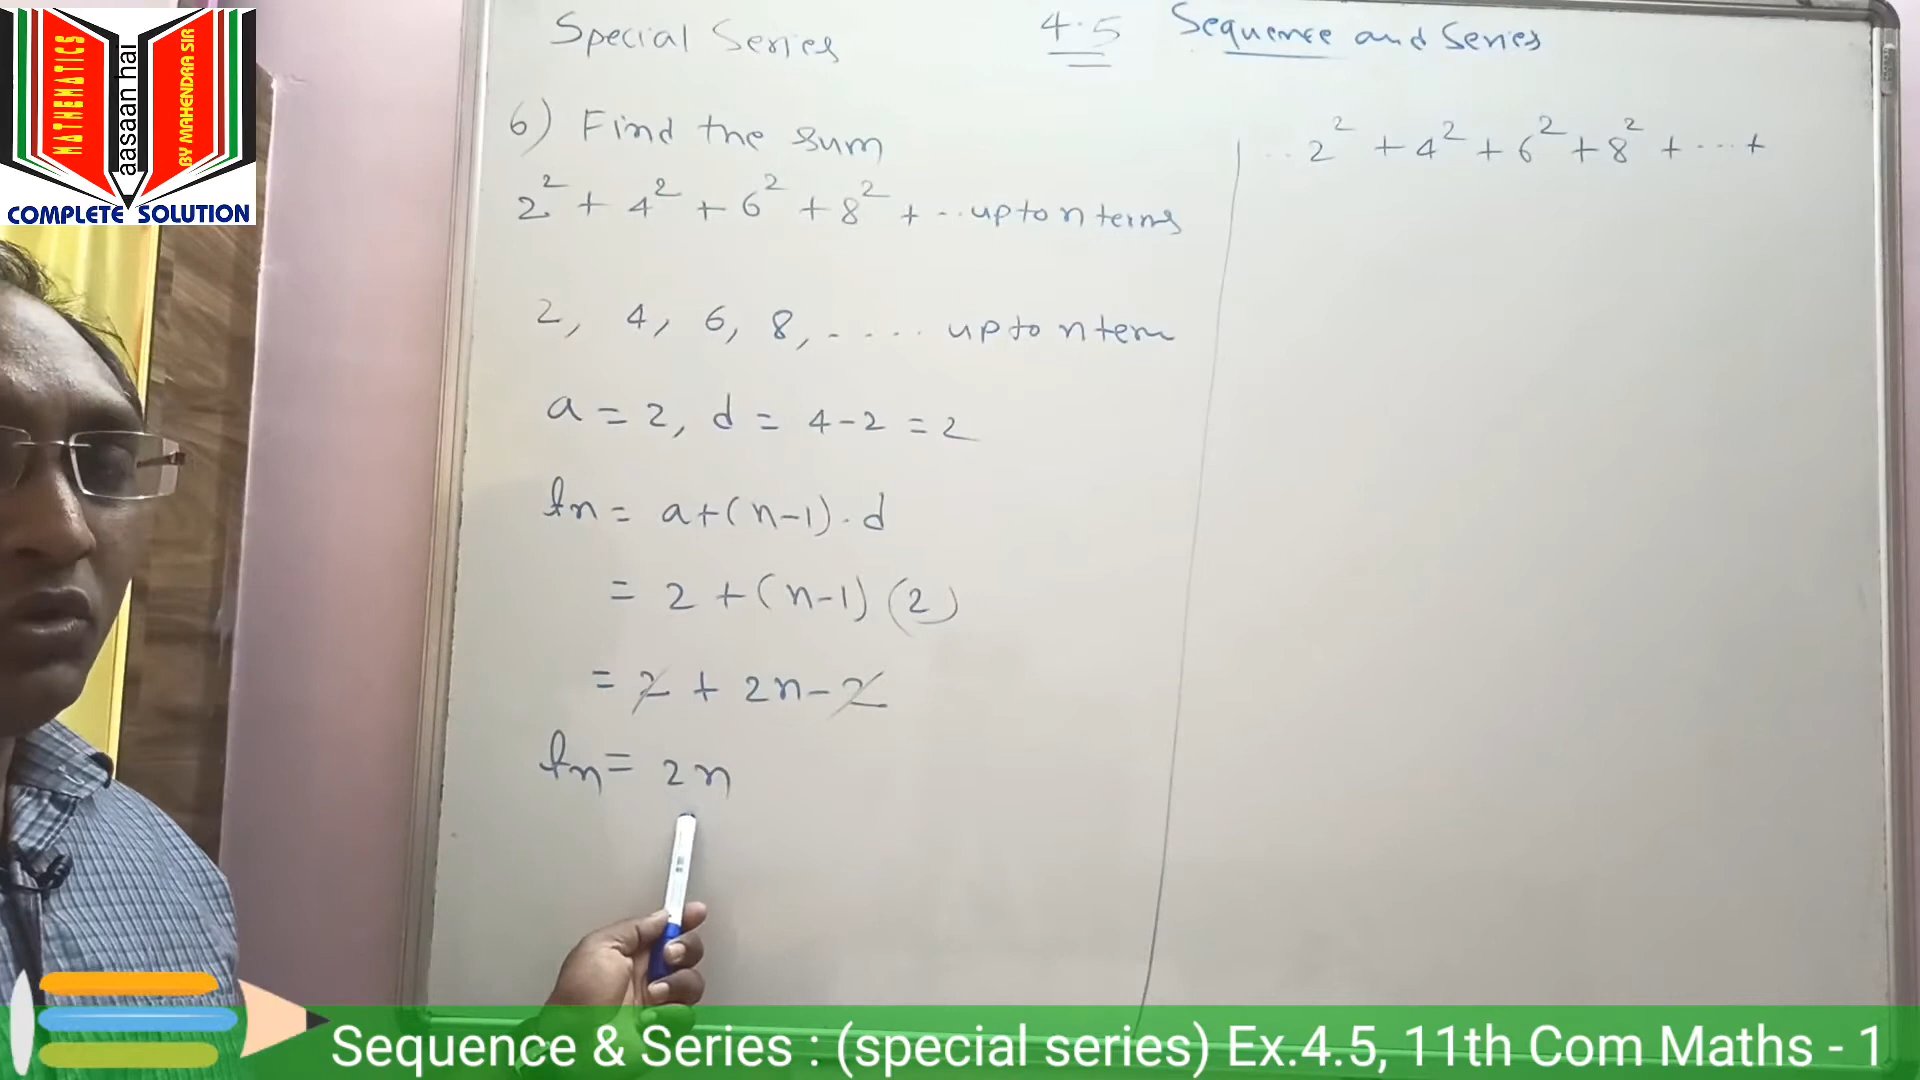 MATHEMATICS
aasaan hai
BY MAHENDRA SIR
COMPLETE SOLUTION
Special Series
4.5 Sequence and Series
6) Find the sum
2² + 4² + 6² + 8² + .. upto n terms
2, 4, 6, 8, ..... upto n term
a = 2, d = 4-2 = 2
tn = a+(n-1).d
= 2 + (n-1) (2)
= 2 + 2n - 2
tn = 2n
.. 2² + 4² + 6² + 8² + ... +
Sequence & Series : (special series) Ex.4.5, 11th Com Maths - 1